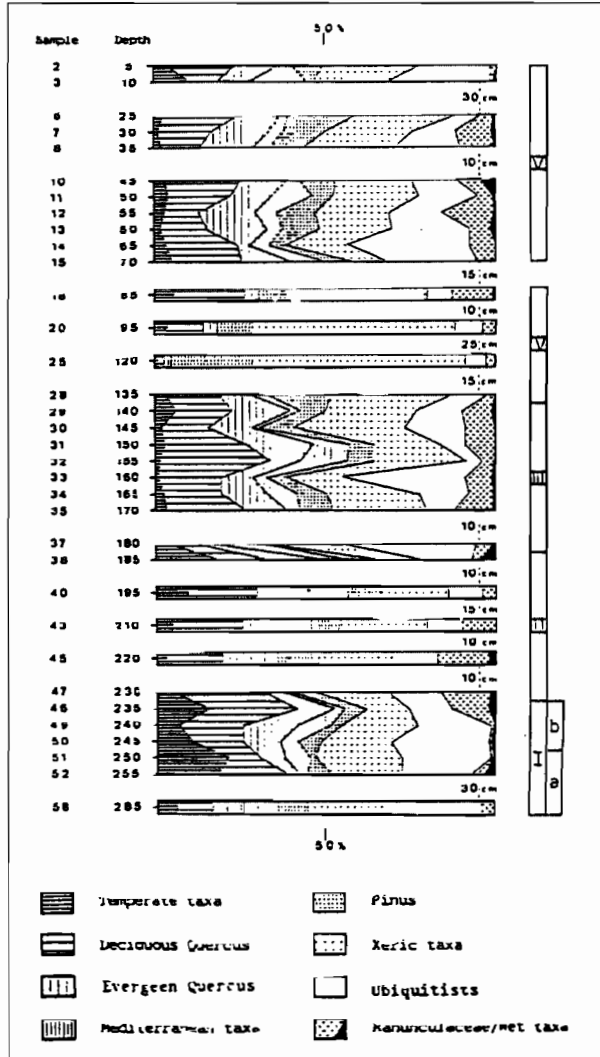 50%
Sample Depth
2 5
3 10
30 cm
6 25
7 30
8 35
10 cm
10 45
11 50
12 55
13 60
14 65
15 70
15 cm
18 85
10 cm
20 95
25 cm
25 120
15 cm
28 135
29 140
30 145
31 150
32 155
33 160
34 161
35 170
10 cm
37 180
38 185
10 cm
40 195
15 cm
43 210
10 cm
45 220
10 cm
47 230
48 235
49 240
50 245
51 250
52 255
30 cm
58 285
V
V
III
II
I
b
a
50%
Temperate taxa
Pinus
Deciduous Quercus
Xeric taxa
Evergeen Quercus
Ubiquitists
Mediterranean taxa
Ranunculaceae/Wet taxa